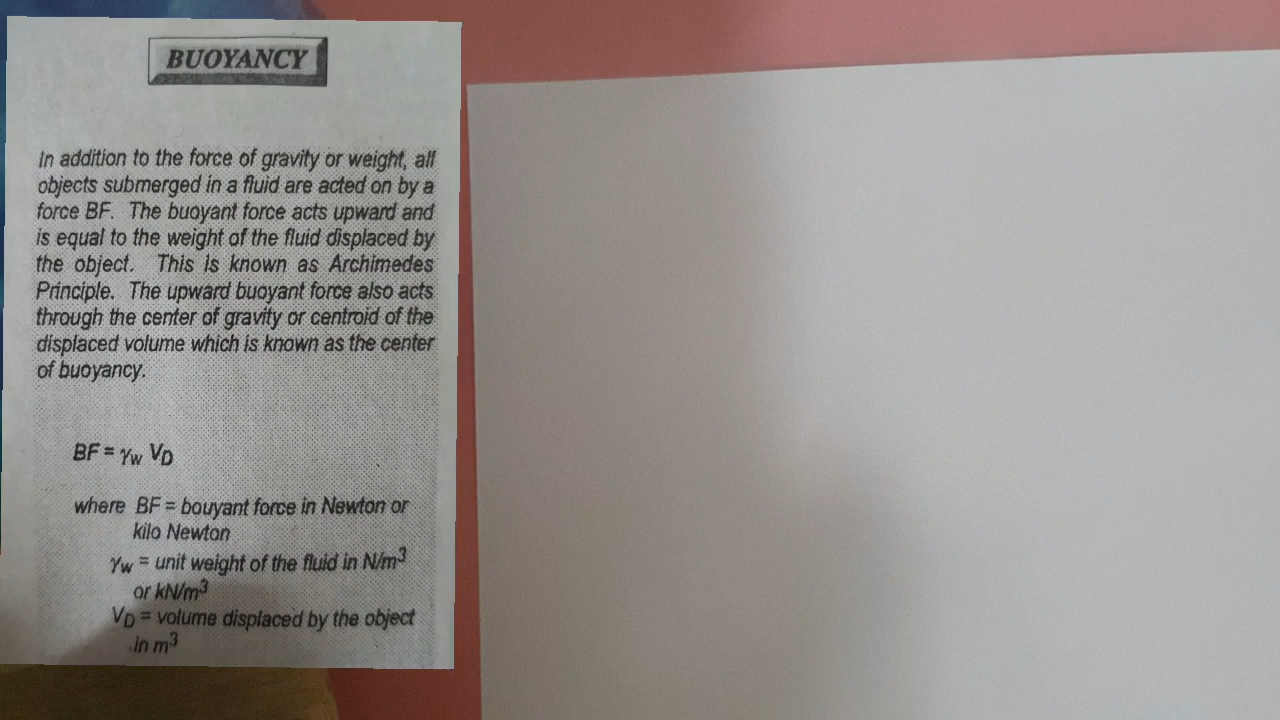 BUOYANCY
In addition to the force of gravity or weight, all
objects submerged in a fluid are acted on by a
force BF. The buoyant force acts upward and
is equal to the weight of the fluid displaced by
the object. This is known as Archimedes
Principle. The upward buoyant force also acts
through the center of gravity or centroid of the
displaced volume which is known as the center
of buoyancy.
BF = γw VD
where BF = bouyant force in Newton or
kilo Newton
γw = unit weight of the fluid in N/m³
or kN/m³
VD = volume displaced by the object
in m³